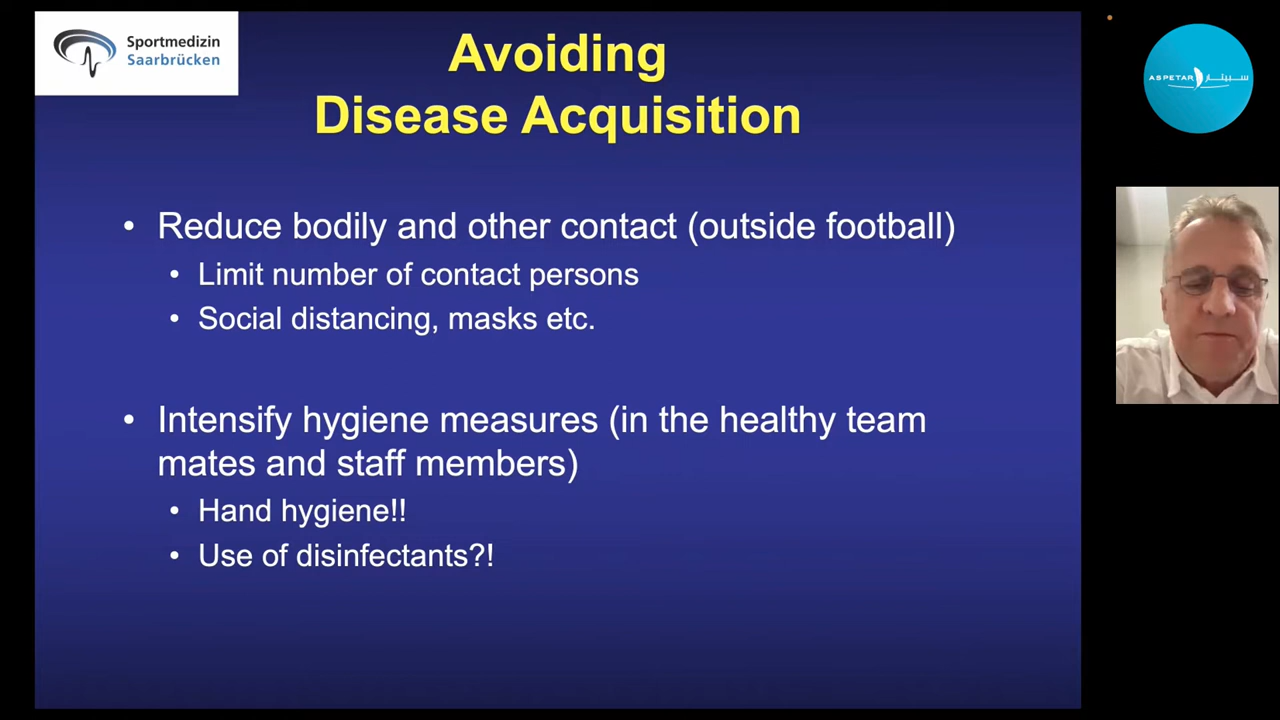 Sportmedizin
Saarbrücken
Avoiding
Disease Acquisition
• Reduce bodily and other contact (outside football)
• Limit number of contact persons
• Social distancing, masks etc.
• Intensify hygiene measures (in the healthy team
mates and staff members)
• Hand hygiene!!
• Use of disinfectants?!
ASPETAR سبيتار